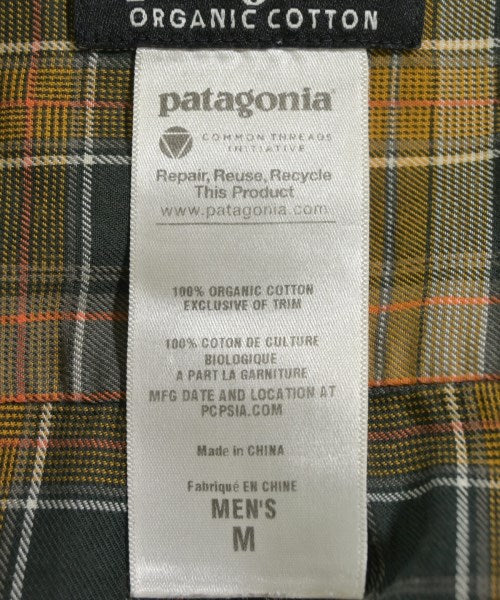 ORGANIC COTTON
patagonia
COMMON THREADS
INITIATIVE
Repair, Reuse, Recycle
This Product
www.patagonia.com
100% ORGANIC COTTON
EXCLUSIVE OF TRIM
100% COTON DE CULTURE
BIOLOGIQUE
A PART LA GARNITURE
MFG DATE AND LOCATION AT
PCPSIA.COM
Made in CHINA
Fabriqué EN CHINE
MEN'S
M